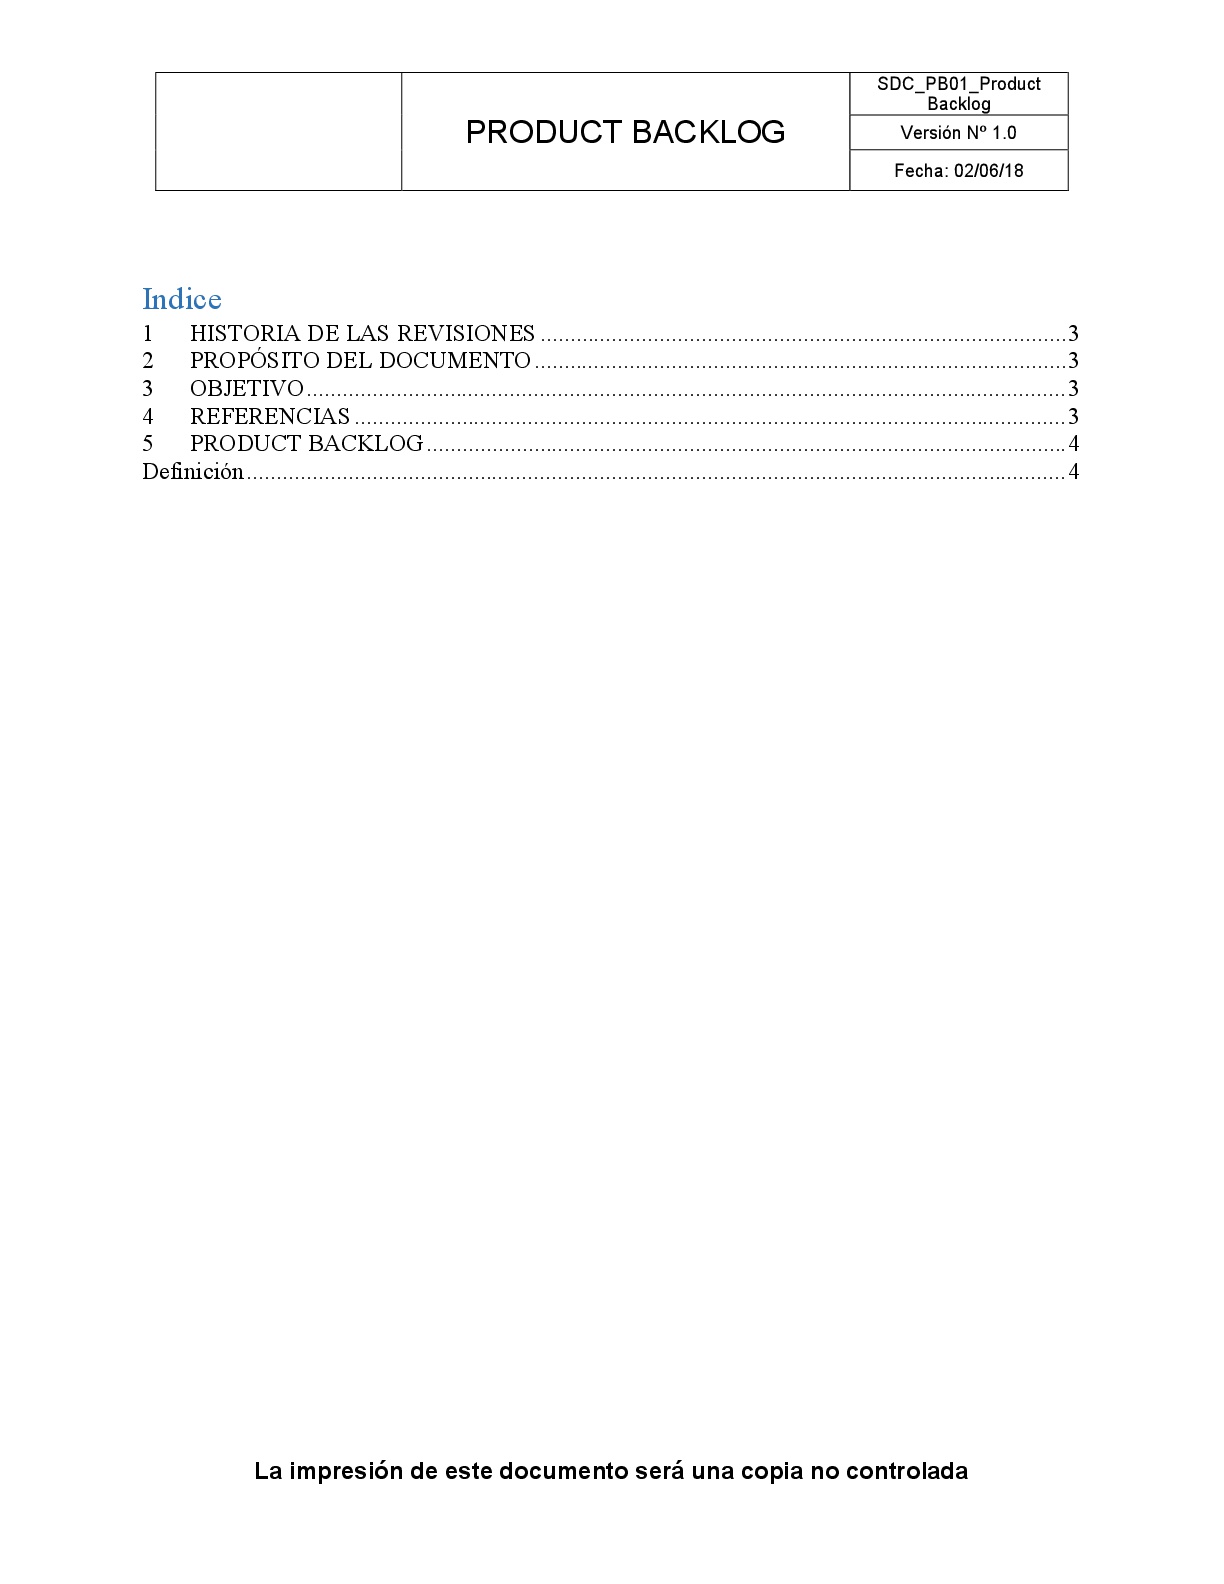 SDC_PB01_Product
Backlog
PRODUCT BACKLOG
Versión Nº 1.0
Fecha: 02/06/18
Indice
1 HISTORIA DE LAS REVISIONES 3
2 PROPÓSITO DEL DOCUMENTO 3
3 OBJETIVO 3
4 REFERENCIAS 3
5 PRODUCT BACKLOG 4
Definición 4
La impresión de este documento será una copia no controlada